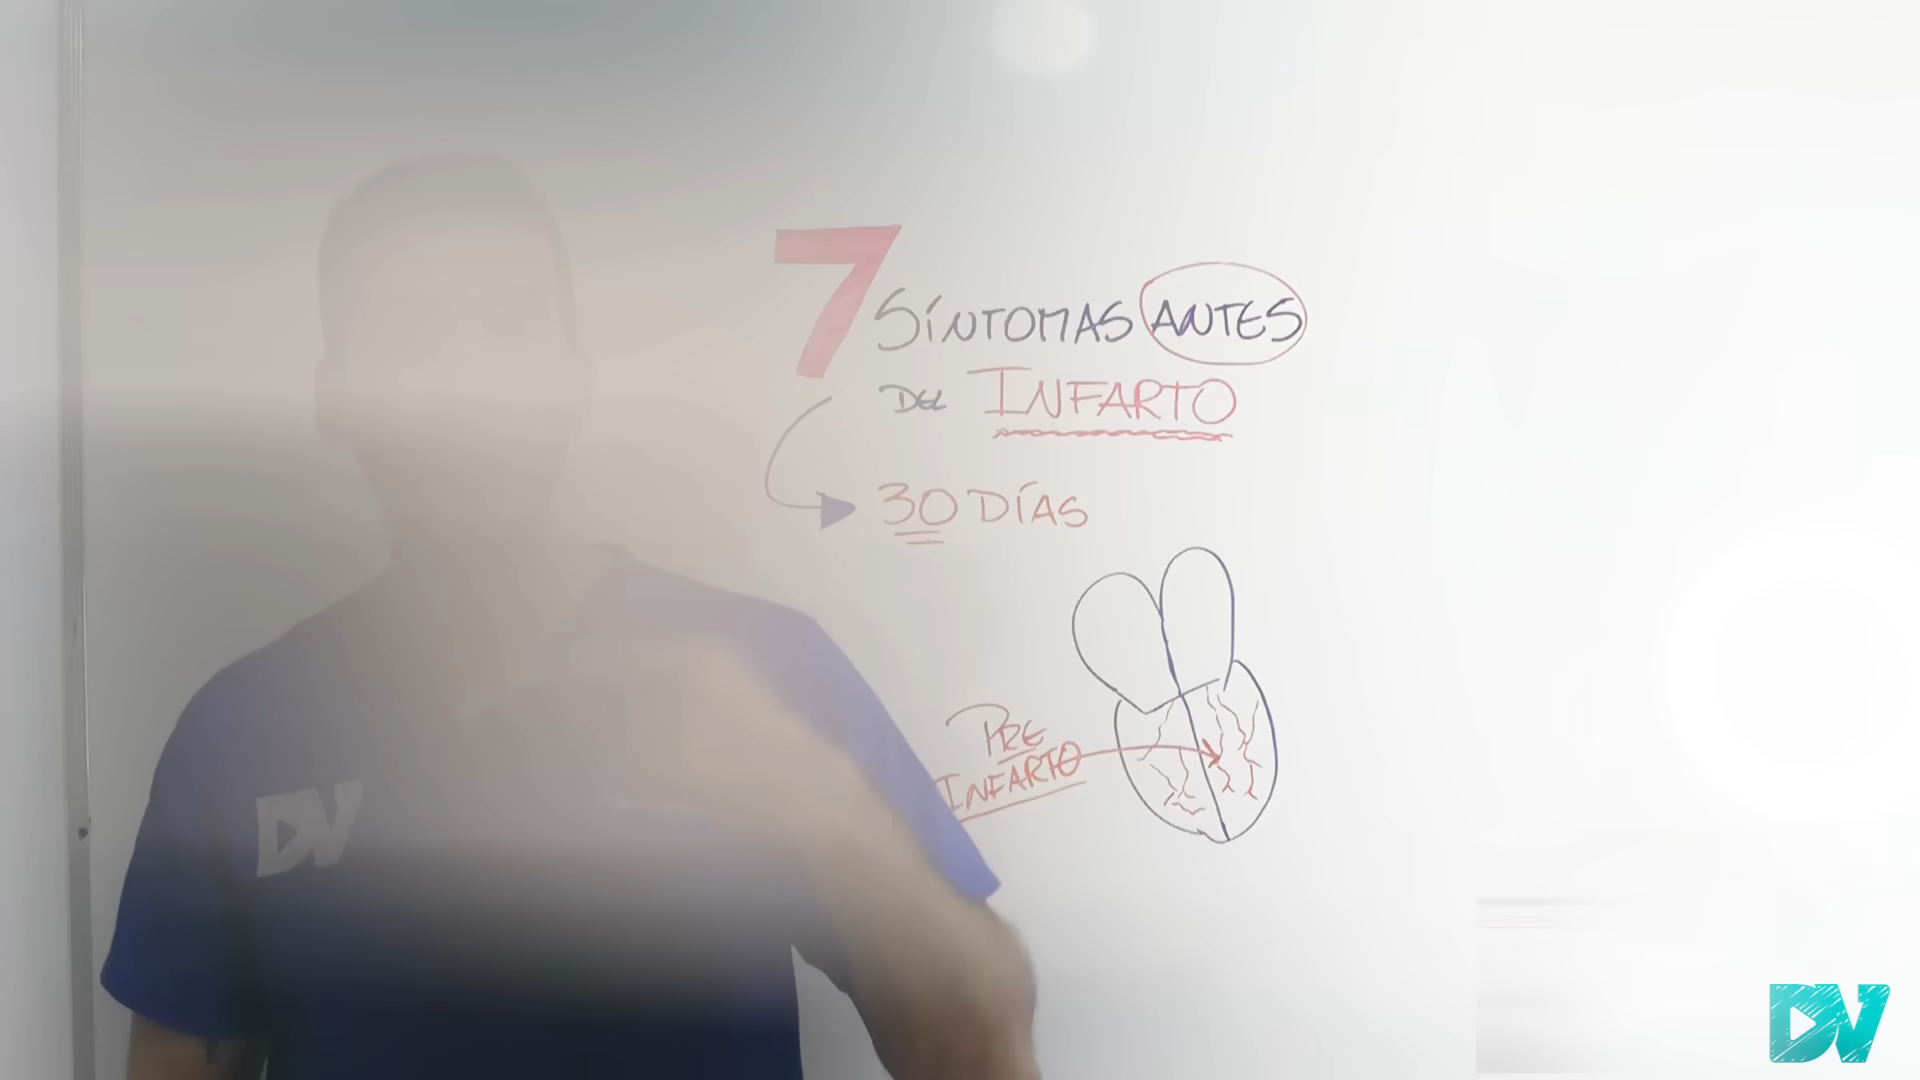 7 SÍNTOMAS ANTES
DEL INFARTO
30 DÍAS
PRE
INFARTO
DV
DV